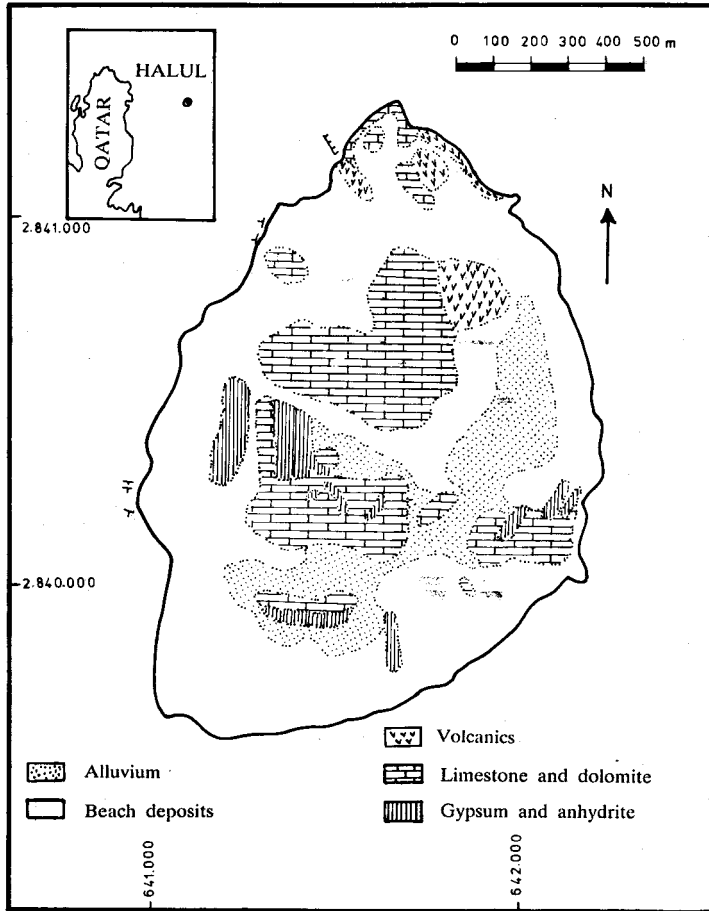 HALUL
QATAR
0 100 200 300 400 500 m
N
2.841.000
2.840.000
Volcanics
Alluvium
Limestone and dolomite
Beach deposits
Gypsum and anhydrite
641.000
642.000